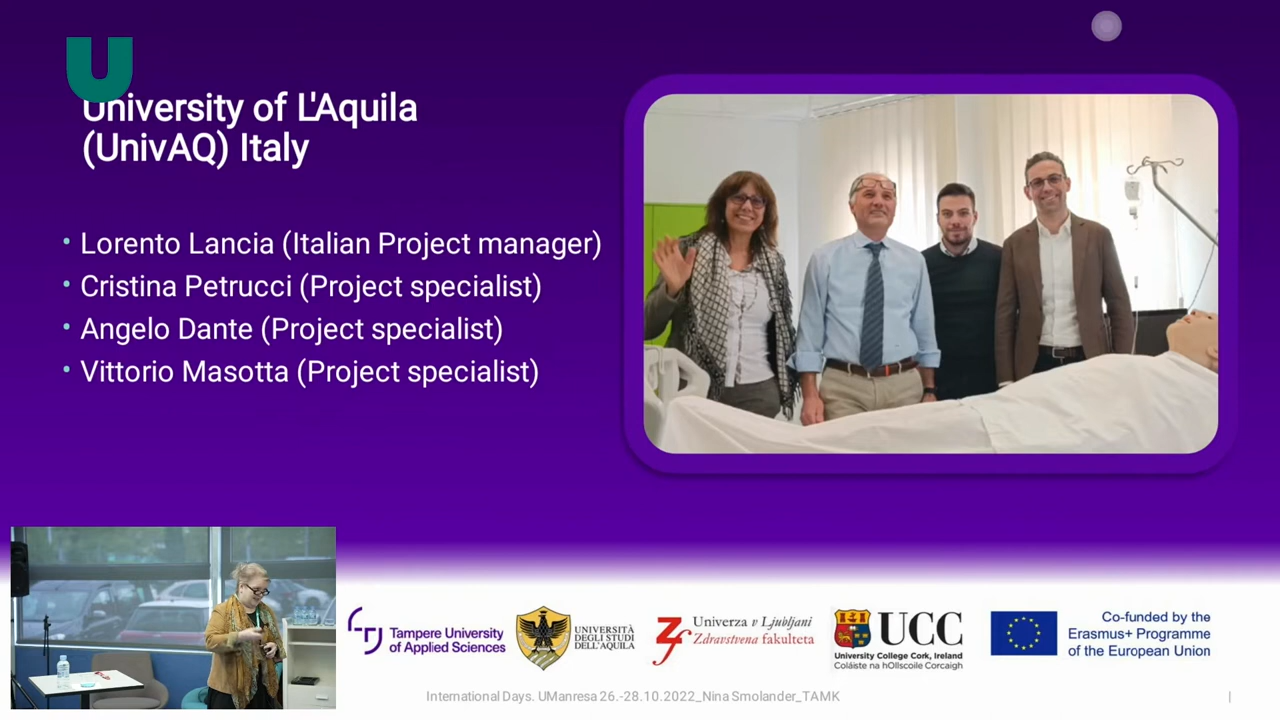 U
University of L'Aquila
(UnivAQ) Italy
• Lorento Lancia (Italian Project manager)
• Cristina Petrucci (Project specialist)
• Angelo Dante (Project specialist)
• Vittorio Masotta (Project specialist)
Tampere University
of Applied Sciences
UNIVERSITÀ
DEGLI STUDI
DELL'AQUILA
Univerza v Ljubljani
Zdravstvena fakulteta
UCC
University College Cork, Ireland
Coláiste na hOllscoile Corcaigh
Co-funded by the
Erasmus+ Programme
of the European Union
International Days. UManresa 26.-28.10.2022_Nina Smolander_TAMK